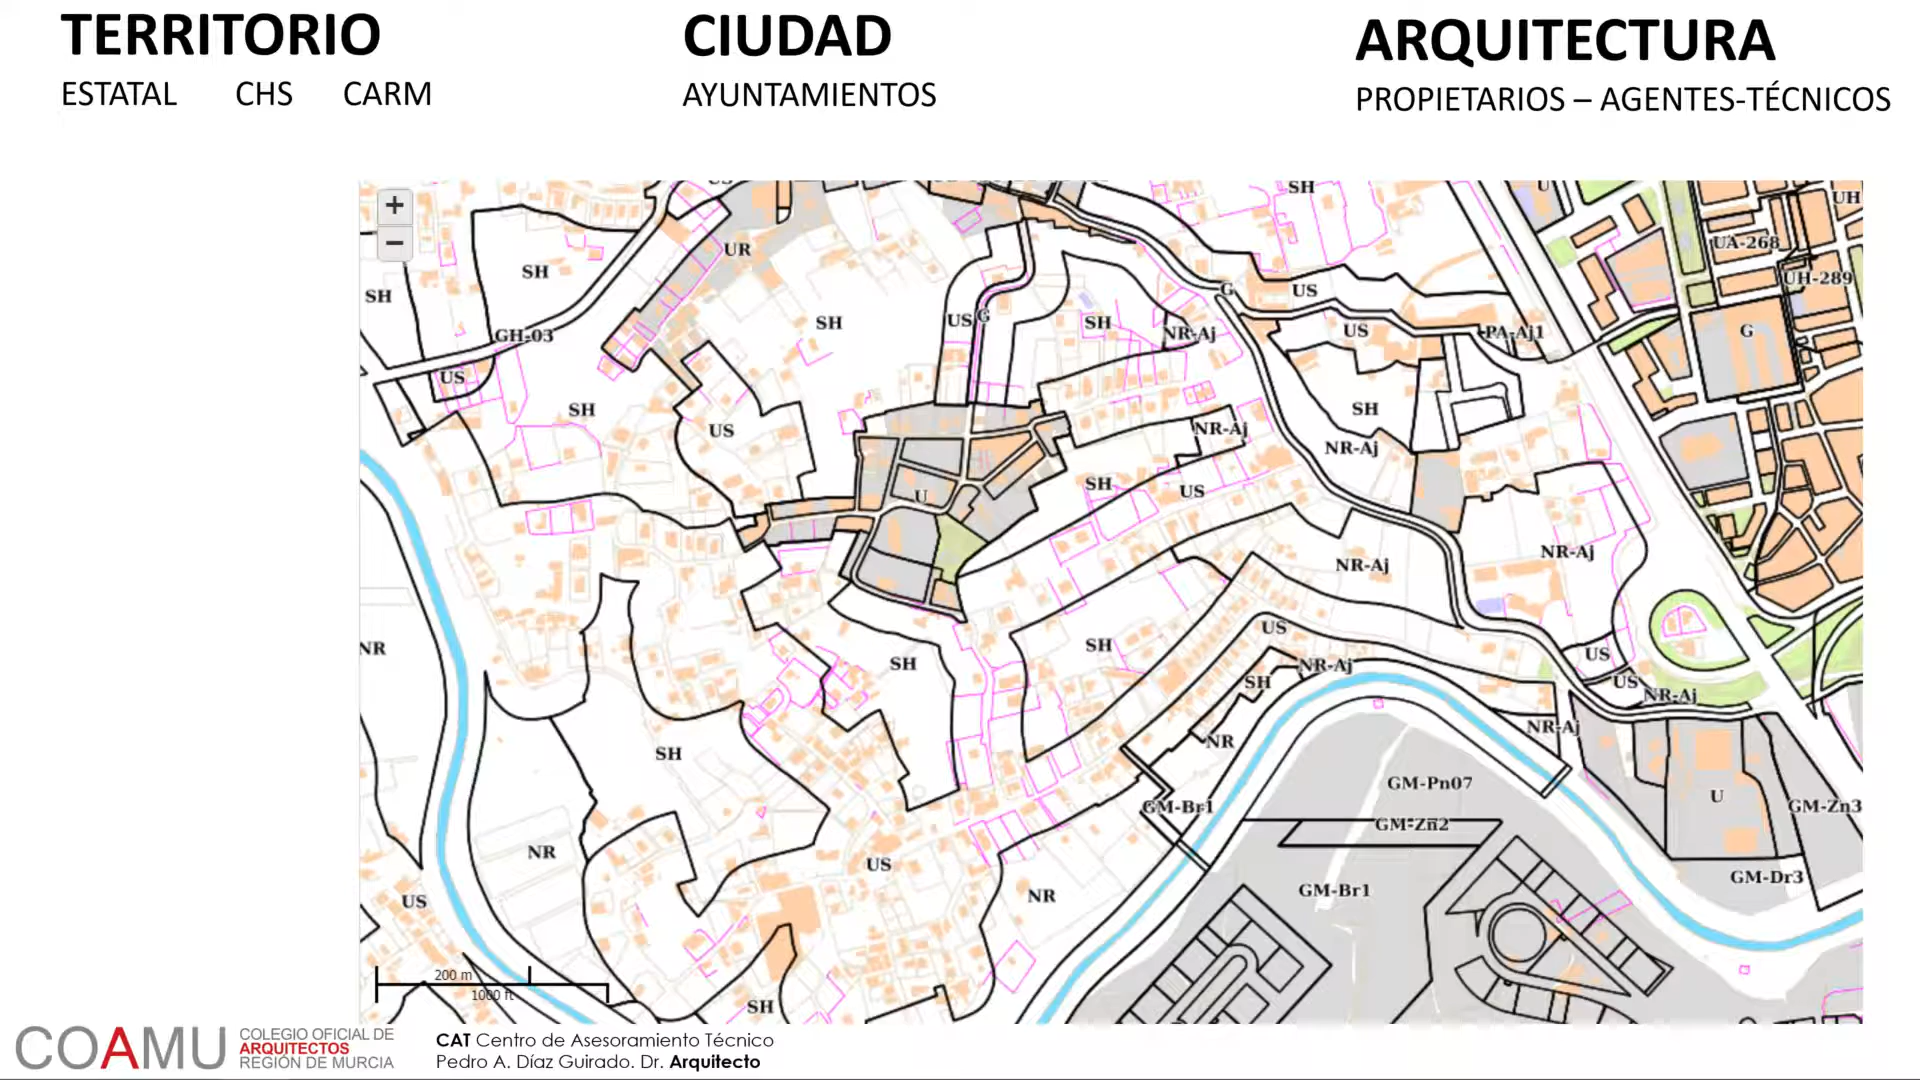 TERRITORIO
ESTATAL CHS CARM
CIUDAD
AYUNTAMIENTOS
ARQUITECTURA
PROPIETARIOS – AGENTES-TÉCNICOS
+
−
SH
U
UH
UR
UA-268
SH
UH-289
SH
G
US
GH-03
SH
US
G
SH
NR-Aj
US
PA-Aj1
G
US
SH
US
SH
NR-Aj
NR-Aj
SH
US
U
NR-Aj
NR-Aj
US
SH
NR
SH
US
NR-Aj
SH
US
NR-Aj
NR
NR-Aj
SH
GM-Pn07
U
GM-Br1
GM-Zn3
GM-Zn2
NR
US
GM-Dr3
GM-Br1
NR
US
200 m
1000 ft
SH
COAMU
COLEGIO OFICIAL DE
ARQUITECTOS
REGIÓN DE MURCIA
CAT Centro de Asesoramiento Técnico
Pedro A. Díaz Guirado. Dr. Arquitecto